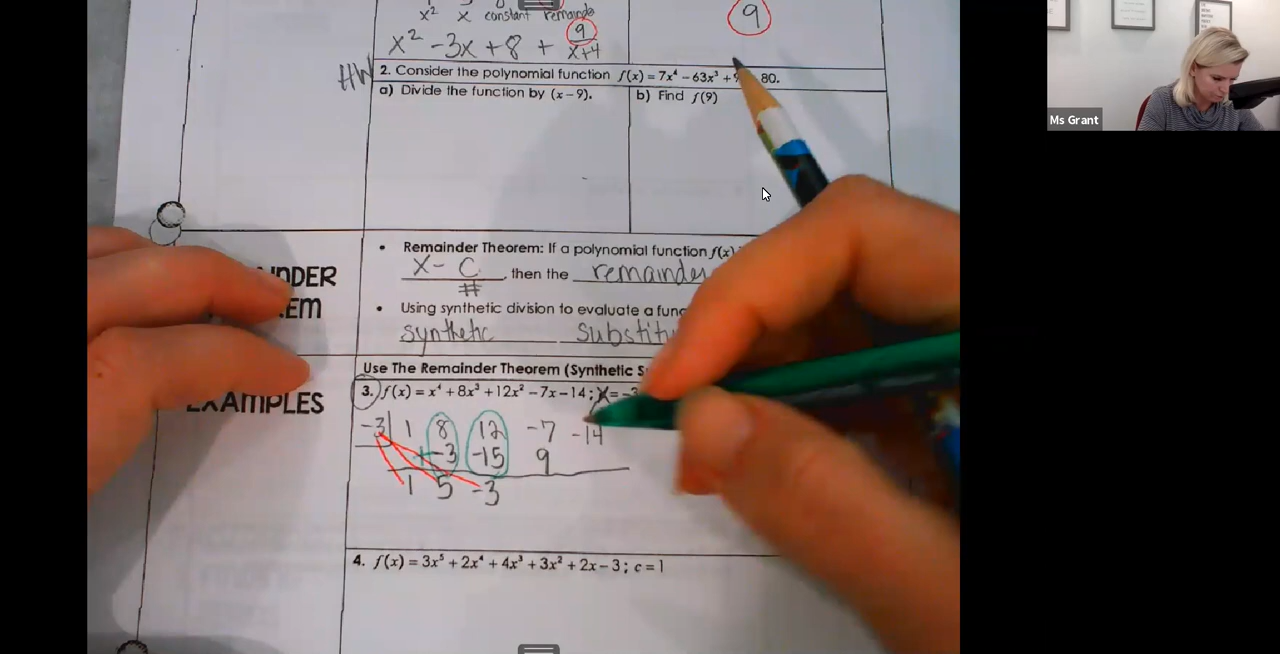 x² x constant remainde
x² -3x +8 + 9/x+4
9
HW
2. Consider the polynomial function f(x) = 7x⁴ − 63x³ + 80.
a) Divide the function by (x − 9).
b) Find f(9)
Ms Grant
• Remainder Theorem: If a polynomial function f(x)
x - c , then the remainder
#
• Using synthetic division to evaluate a func
synthetic Substitu
Use The Remainder Theorem (Synthetic S
EXAMPLES
3. f(x) = x⁴ + 8x³ + 12x² − 7x − 14; x = −3
-3 1 8 12 -7 -14
+ -3 -15 9
1 5 -3
4. f(x) = 3x⁵ + 2x⁴ + 4x³ + 3x² + 2x − 3; c = 1